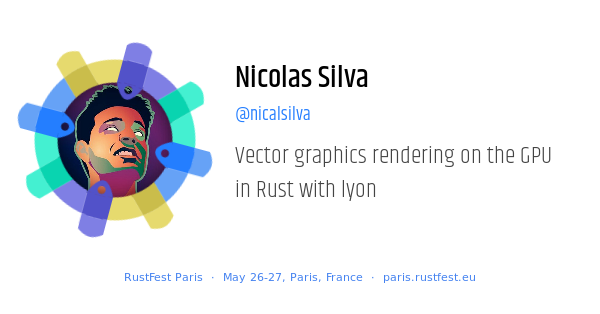 Nicolas Silva
@nicalsilva
Vector graphics rendering on the GPU
in Rust with lyon
RustFest Paris · May 26-27, Paris, France · paris.rustfest.eu